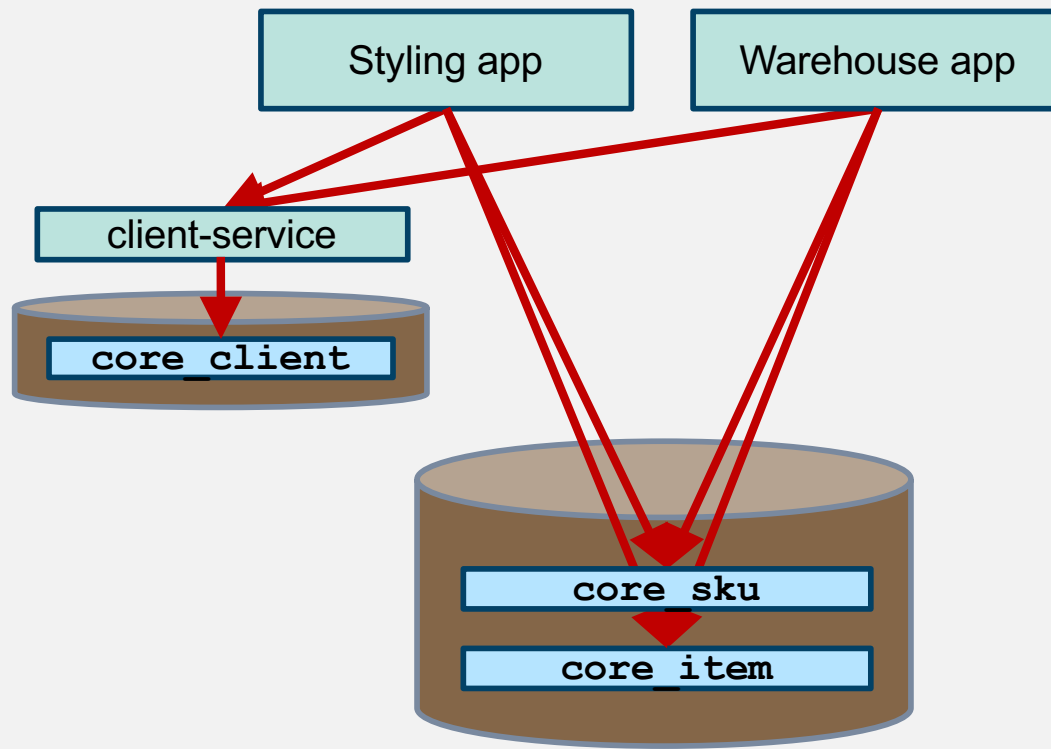 Styling app
Warehouse app
client-service
core_client
core_sku
core_item